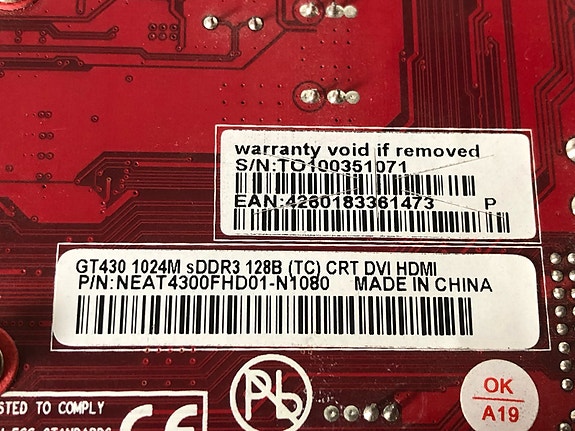 warranty void if removed
S/N:TO100351071
EAN:4260183361473 P
GT430 1024M sDDR3 128B (TC) CRT DVI HDMI
P/N:NEAT4300FHD01-N1080 MADE IN CHINA
Pb
OK
A19
STED TO COMPLY
CE